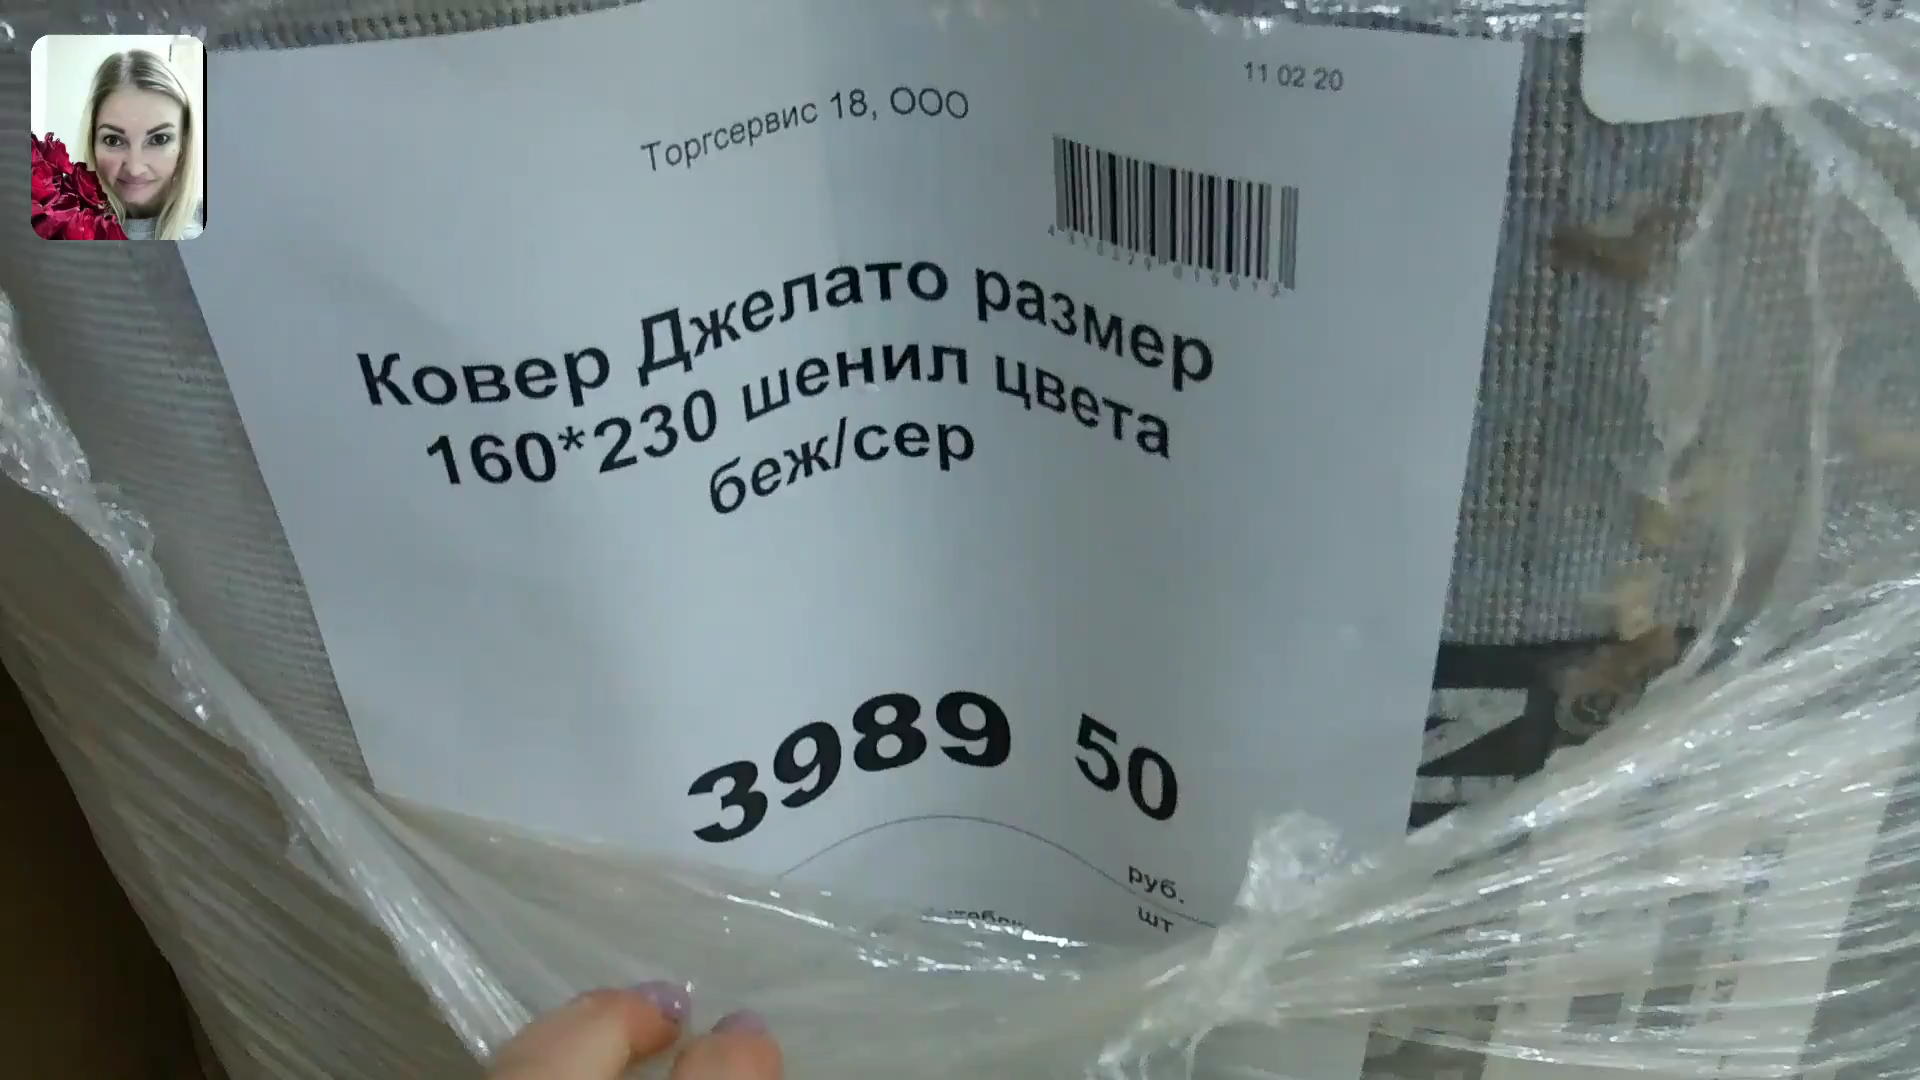 11 02 20
Торгсервис 18, ООО
Ковер Джелато размер
160*230 шенил цвета
беж/сер
3989 50
руб.
шт